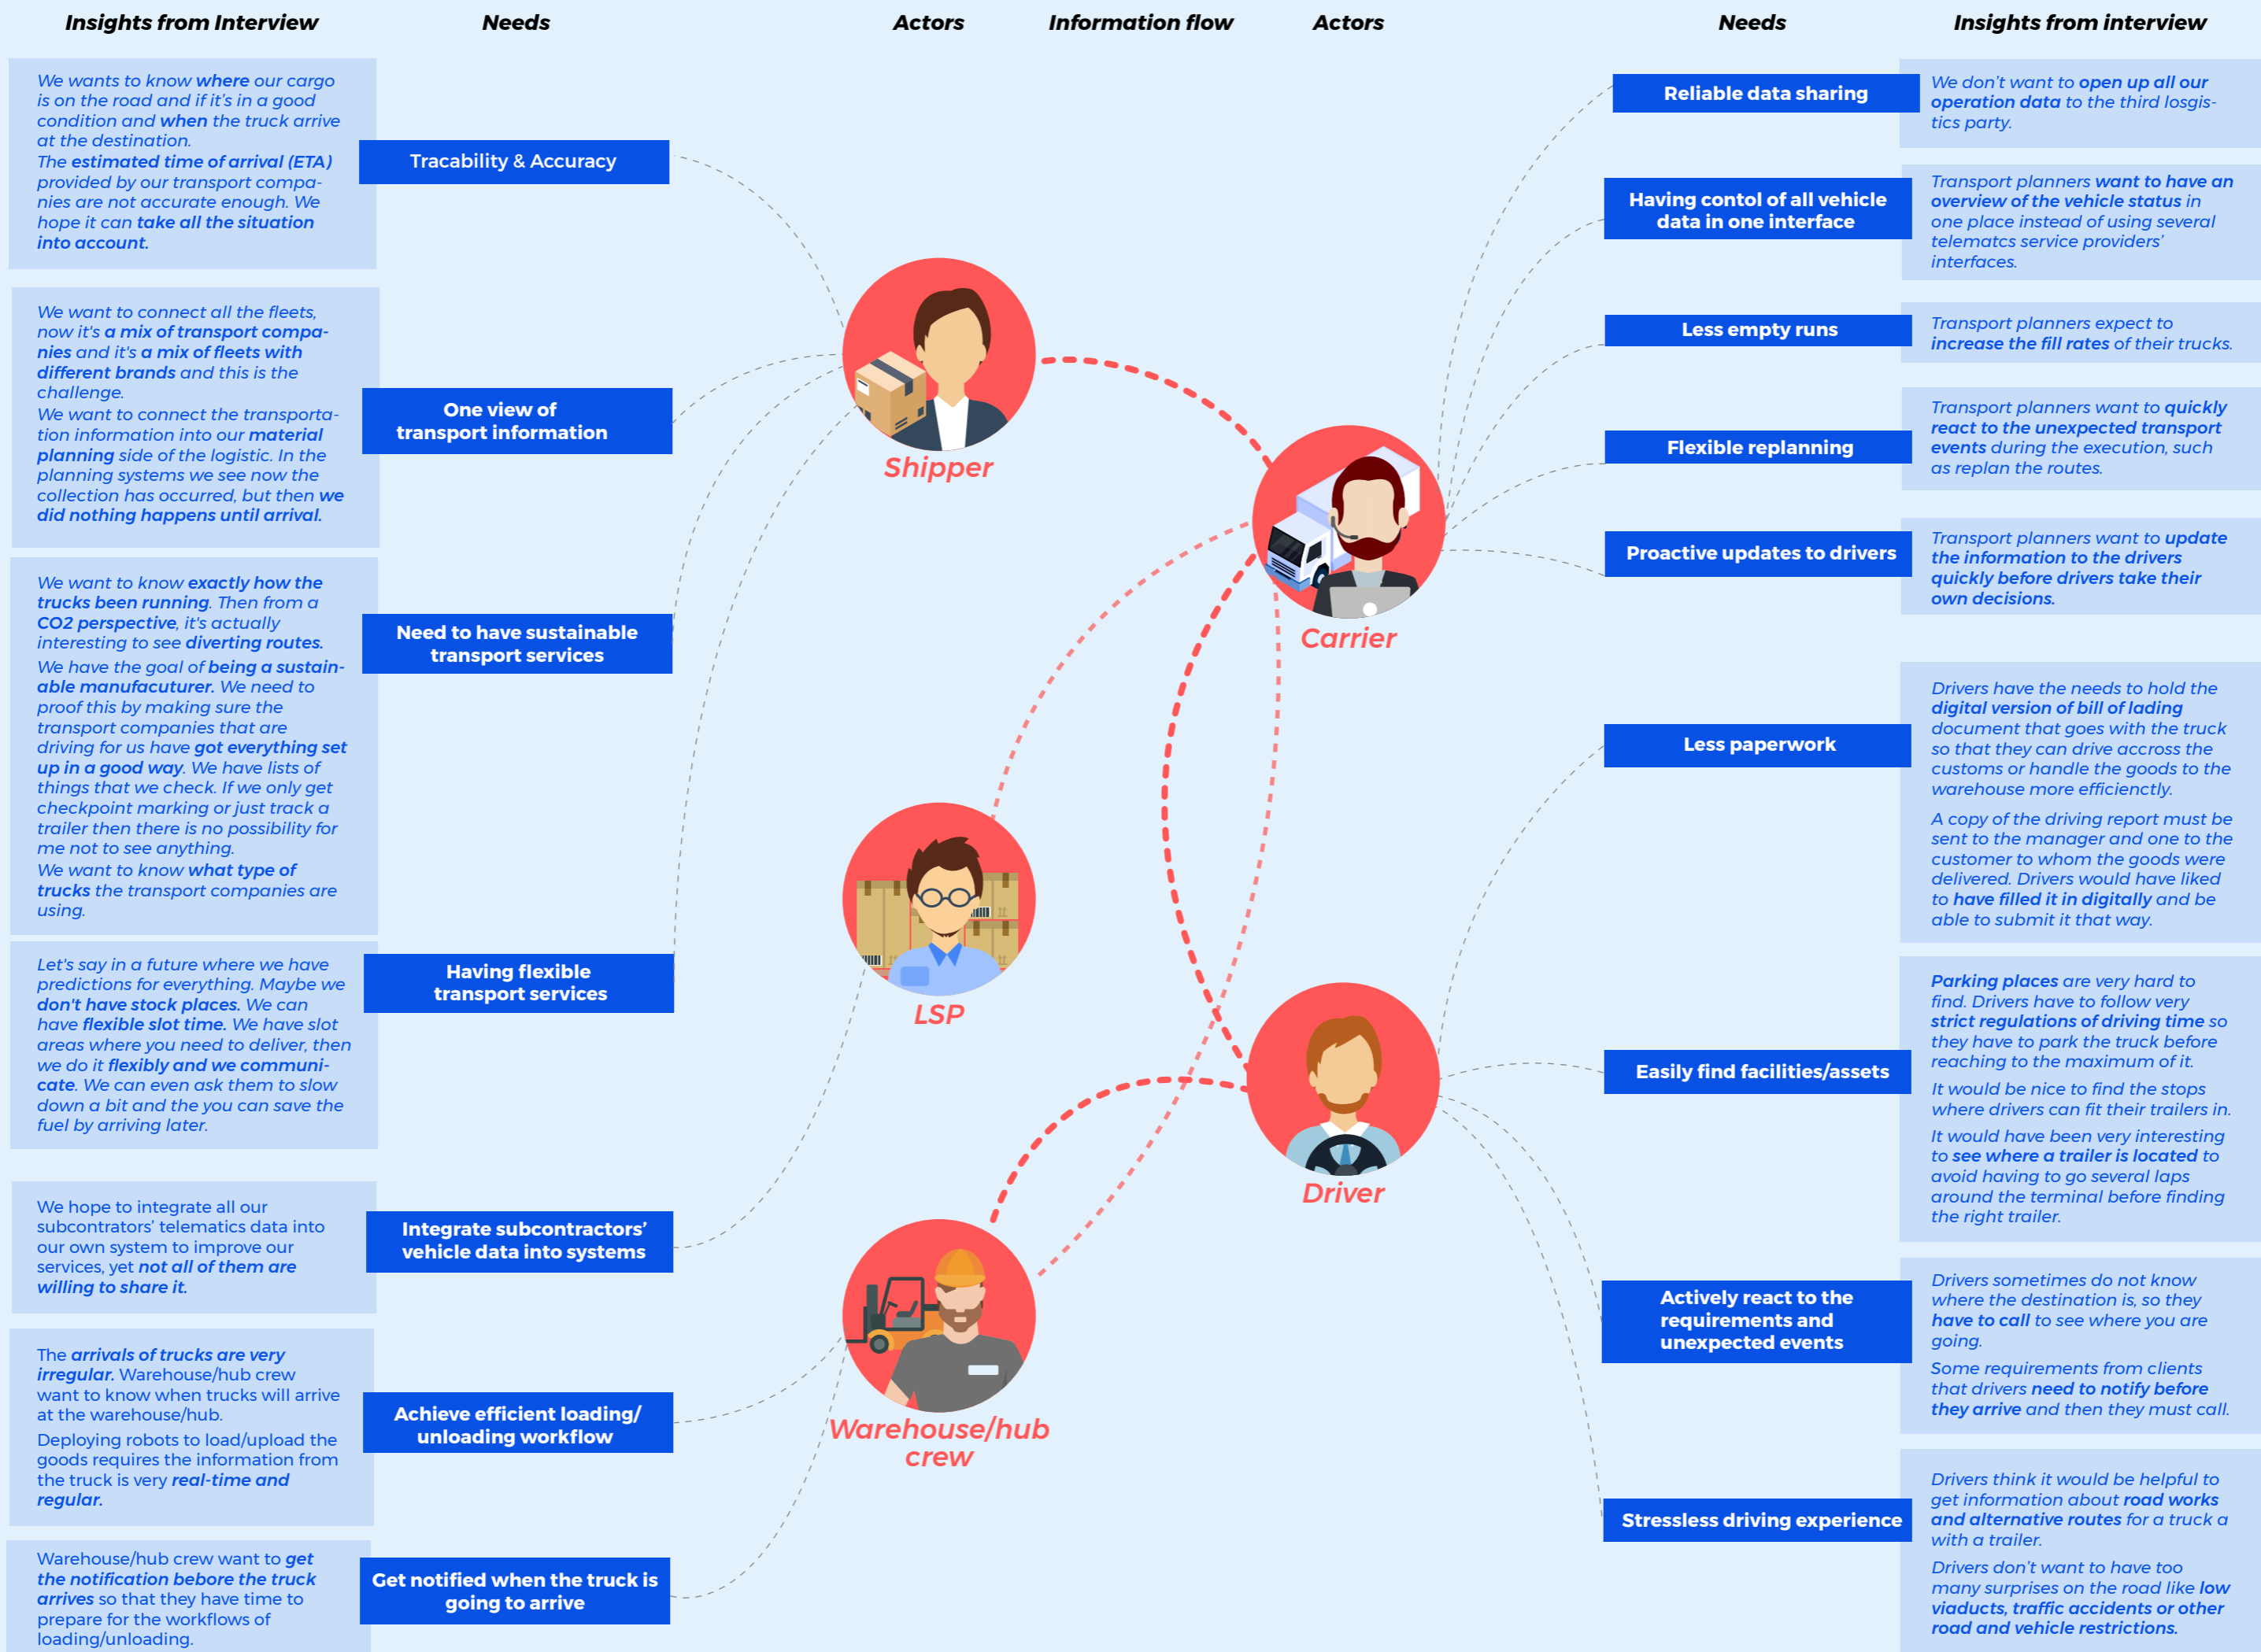 Insights from Interview
Needs
Actors
Information flow
Actors
Needs
Insights from interview
We wants to know where our cargo
is on the road and if it's in a good
condition and when the truck arrive
at the destination.
The estimated time of arrival (ETA)
provided by our transport compa-
nies are not accurate enough. We
hope it can take all the situation
into account.
Tracability & Accuracy
We want to connect all the fleets,
now it's a mix of transport compa-
nies and it's a mix of fleets with
different brands and this is the
challenge.
We want to connect the transporta-
tion information into our material
planning side of the logistic. In the
planning systems we see now the
collection has occurred, but then we
did nothing happens until arrival.
One view of
transport information
We want to know exactly how the
trucks been running. Then from a
CO2 perspective, it's actually
interesting to see diverting routes.
We have the goal of being a sustain-
able manufacuturer. We need to
proof this by making sure the
transport companies that are
driving for us have got everything set
up in a good way. We have lists of
things that we check. If we only get
checkpoint marking or just track a
trailer then there is no possibility for
me not to see anything.
We want to know what type of
trucks the transport companies are
using.
Need to have sustainable
transport services
Let's say in a future where we have
predictions for everything. Maybe we
don't have stock places. We can
have flexible slot time. We have slot
areas where you need to deliver, then
we do it flexibly and we communi-
cate. We can even ask them to slow
down a bit and the you can save the
fuel by arriving later.
Having flexible
transport services
We hope to integrate all our
subcontrators' telematics data into
our own system to improve our
services, yet not all of them are
willing to share it.
Integrate subcontractors'
vehicle data into systems
The arrivals of trucks are very
irregular. Warehouse/hub crew
want to know when trucks will arrive
at the warehouse/hub.
Deploying robots to load/upload the
goods requires the information from
the truck is very real-time and
regular.
Achieve efficient loading/
unloading workflow
Warehouse/hub crew want to get
the notification bebore the truck
arrives so that they have time to
prepare for the workflows of
loading/unloading.
Get notified when the truck is
going to arrive
Shipper
LSP
Warehouse/hub
crew
Carrier
Driver
Reliable data sharing
We don't want to open up all our
operation data to the third losgis-
tics party.
Having contol of all vehicle
data in one interface
Transport planners want to have an
overview of the vehicle status in
one place instead of using several
telematcs service providers'
interfaces.
Less empty runs
Transport planners expect to
increase the fill rates of their trucks.
Flexible replanning
Transport planners want to quickly
react to the unexpected transport
events during the execution, such
as replan the routes.
Proactive updates to drivers
Transport planners want to update
the information to the drivers
quickly before drivers take their
own decisions.
Less paperwork
Drivers have the needs to hold the
digital version of bill of lading
document that goes with the truck
so that they can drive accross the
customs or handle the goods to the
warehouse more efficienctly.
A copy of the driving report must be
sent to the manager and one to the
customer to whom the goods were
delivered. Drivers would have liked
to have filled it in digitally and be
able to submit it that way.
Easily find facilities/assets
Parking places are very hard to
find. Drivers have to follow very
strict regulations of driving time so
they have to park the truck before
reaching to the maximum of it.
It would be nice to find the stops
where drivers can fit their trailers in.
It would have been very interesting
to see where a trailer is located to
avoid having to go several laps
around the terminal before finding
the right trailer.
Actively react to the
requirements and
unexpected events
Drivers sometimes do not know
where the destination is, so they
have to call to see where you are
going.
Some requirements from clients
that drivers need to notify before
they arrive and then they must call.
Stressless driving experience
Drivers think it would be helpful to
get information about road works
and alternative routes for a truck a
with a trailer.
Drivers don't want to have too
many surprises on the road like low
viaducts, traffic accidents or other
road and vehicle restrictions.